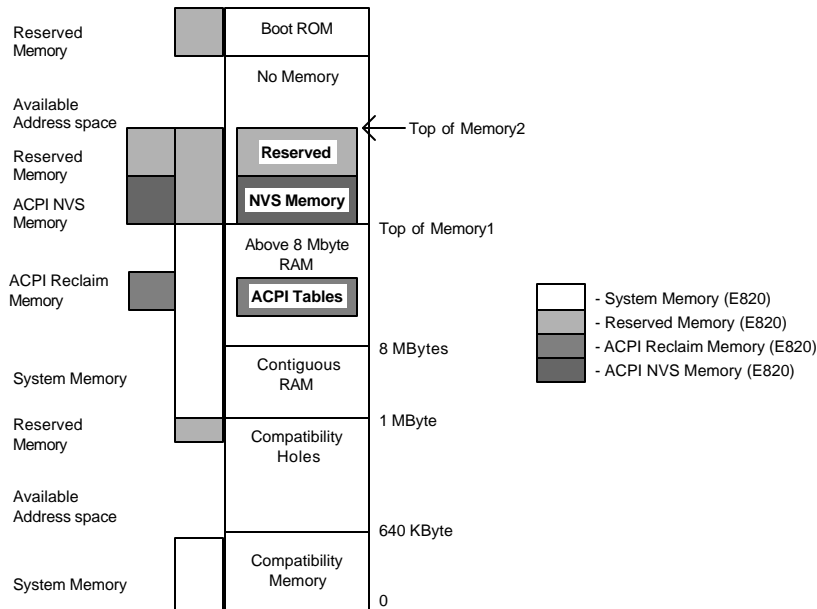 Reserved
Memory
Boot ROM
No Memory
Available
Address space
Top of Memory2
Reserved
Memory
Reserved
ACPI NVS
Memory
NVS Memory
Top of Memory1
Above 8 Mbyte
RAM
ACPI Reclaim
Memory
ACPI Tables
- System Memory (E820)
- Reserved Memory (E820)
- ACPI Reclaim Memory (E820)
- ACPI NVS Memory (E820)
8 MBytes
System Memory
Contiguous
RAM
1 MByte
Reserved
Memory
Compatibility
Holes
Available
Address space
640 KByte
System Memory
Compatibility
Memory
0